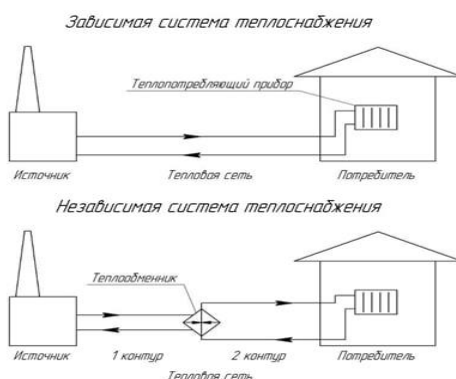 Зависимая система теплоснабжения
Теплопотребляющий прибор
Источник Тепловая сеть Потребитель
Независимая система теплоснабжения
Теплообменник
Источник 1 контур 2 контур Потребитель
Тепловая сеть